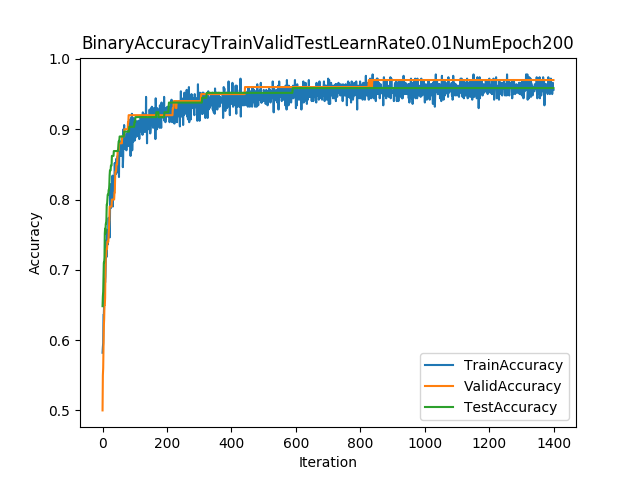 BinaryAccuracyTrainValidTestLearnRate0.01NumEpoch200
1.0
0.9
0.8
0.7
0.6
0.5
Accuracy
TrainAccuracy
ValidAccuracy
TestAccuracy
0 200 400 600 800 1000 1200 1400
Iteration